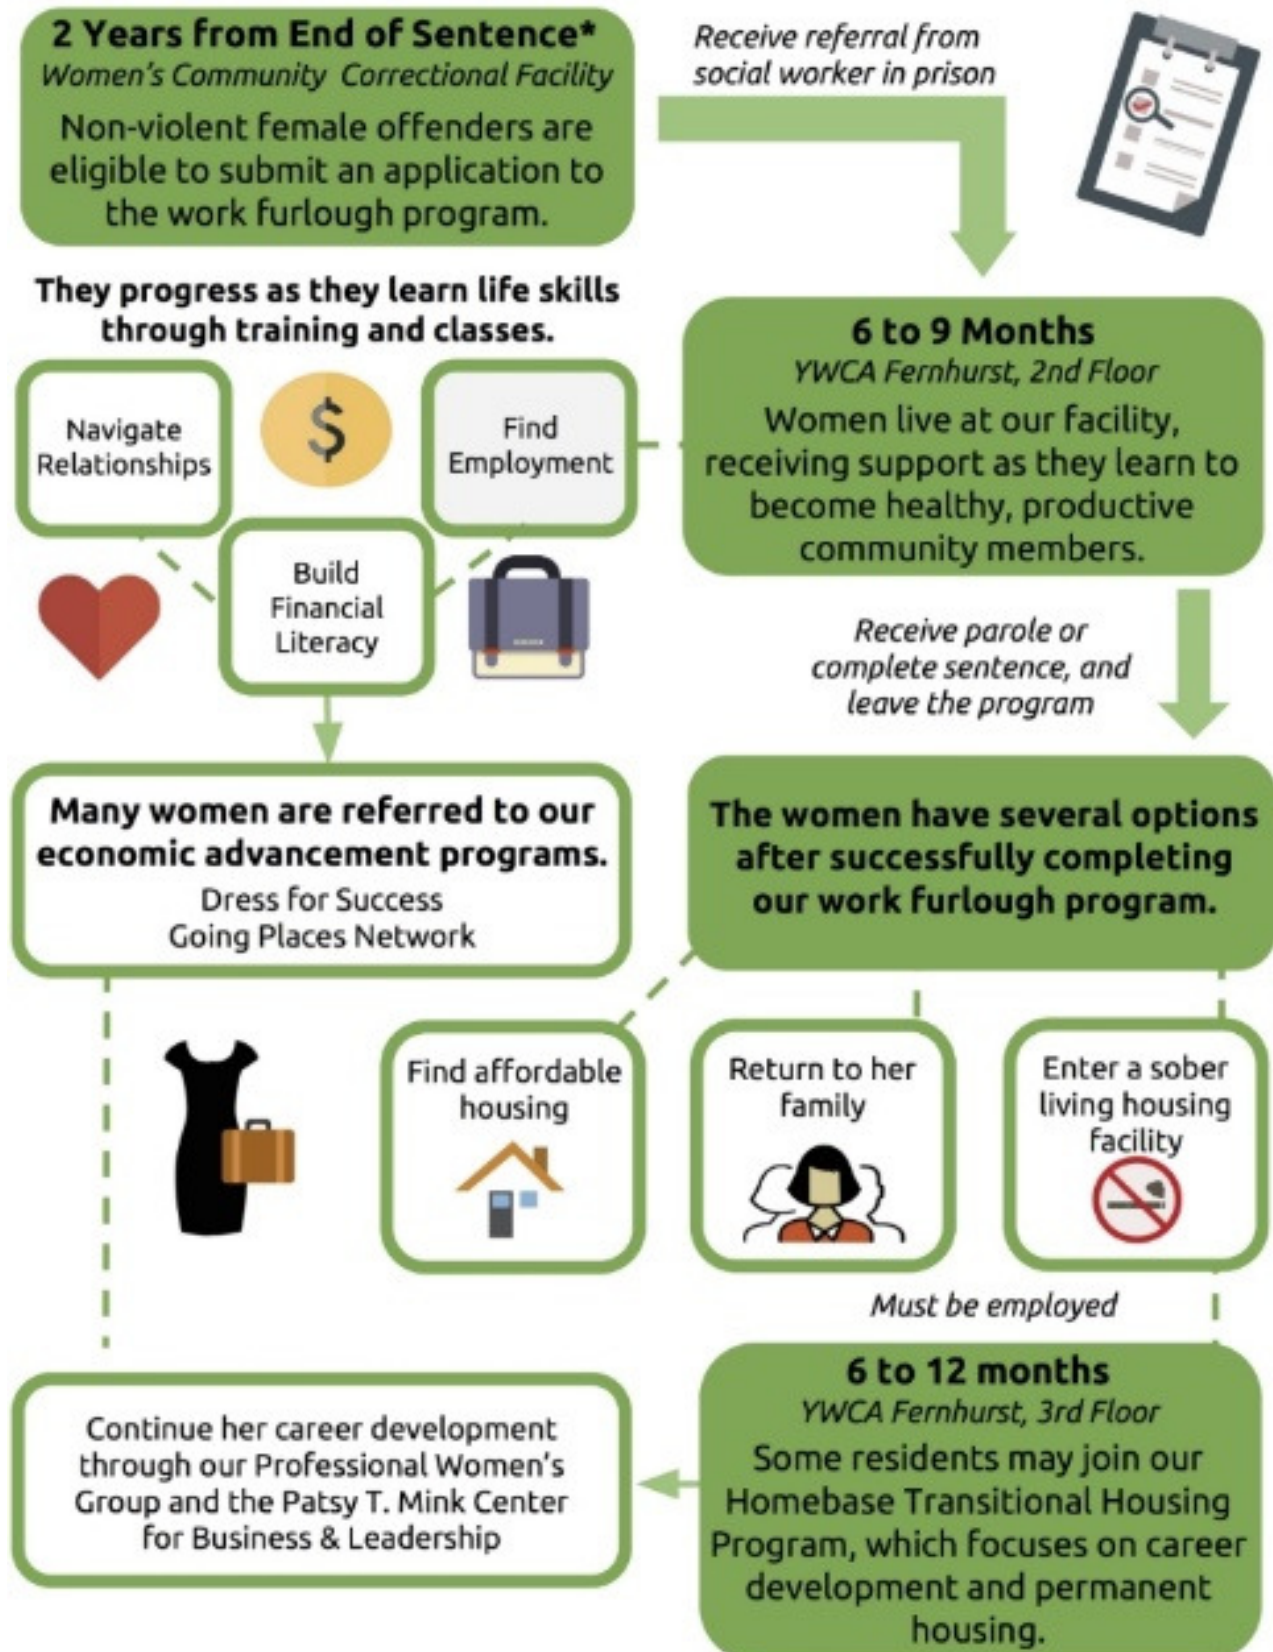 2 Years from End of Sentence*
Women's Community Correctional Facility
Non-violent female offenders are
eligible to submit an application to
the work furlough program.
Receive referral from
social worker in prison
They progress as they learn life skills
through training and classes.
Navigate
Relationships
$
Find
Employment
Build
Financial
Literacy
6 to 9 Months
YWCA Fernhurst, 2nd Floor
Women live at our facility,
receiving support as they learn to
become healthy, productive
community members.
Receive parole or
complete sentence, and
leave the program
Many women are referred to our
economic advancement programs.
Dress for Success
Going Places Network
The women have several options
after successfully completing
our work furlough program.
Find affordable
housing
Return to her
family
Enter a sober
living housing
facility
Must be employed
6 to 12 months
YWCA Fernhurst, 3rd Floor
Some residents may join our
Homebase Transitional Housing
Program, which focuses on career
development and permanent
housing.
Continue her career development
through our Professional Women's
Group and the Patsy T. Mink Center
for Business & Leadership